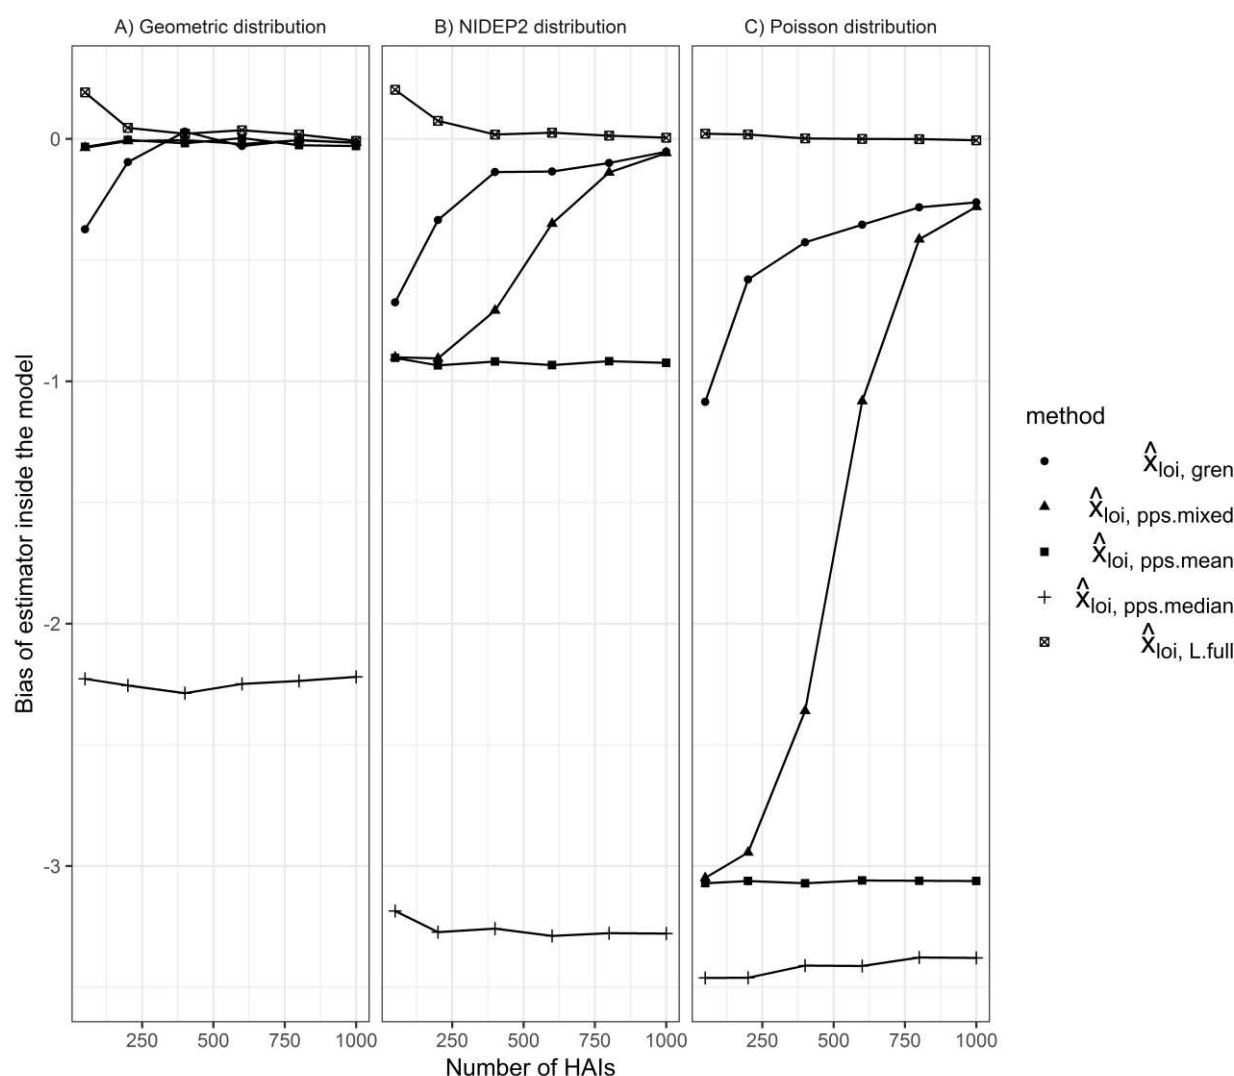 A) Geometric distribution
B) NIDEP2 distribution
C) Poisson distribution
Bias of estimator inside the model
0
-1
-2
-3
250 500 750 1000
250 500 750 1000
250 500 750 1000
Number of HAIs
method
x̂loi, gren
x̂loi, pps.mixed
x̂loi, pps.mean
x̂loi, pps.median
x̂loi, L.full